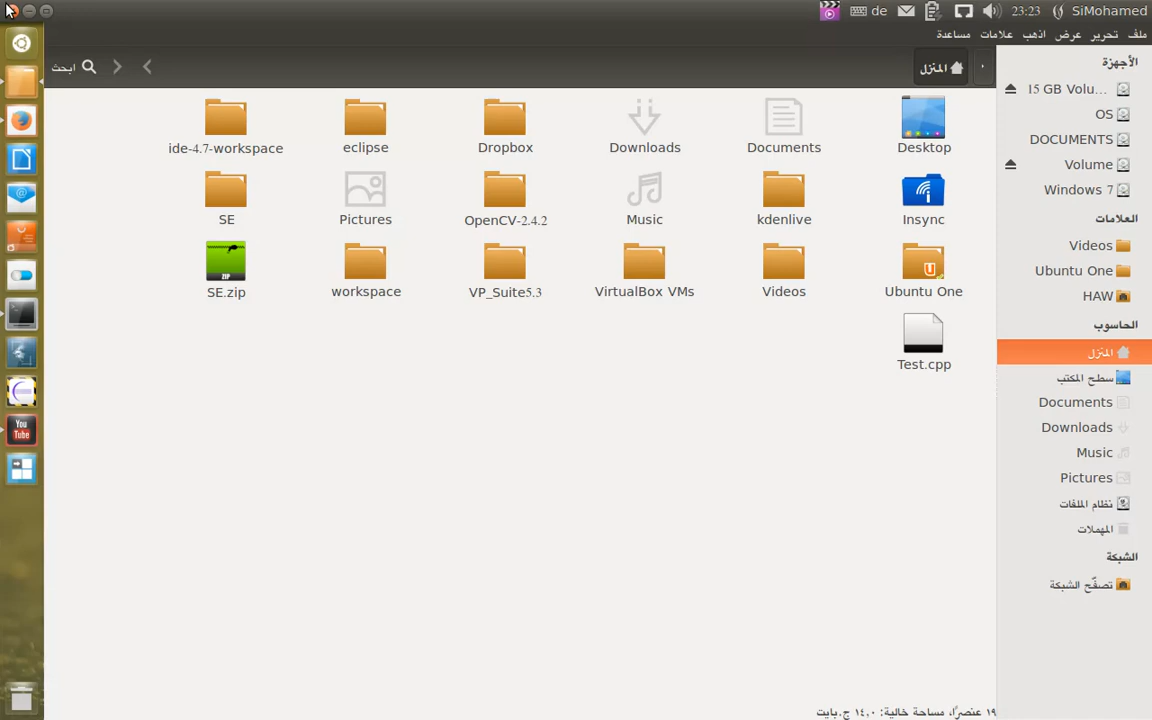 de
23:23
SiMohamed
ملف تحرير عرض اذهب علامات مساعدة
المنزل
ابحث
Desktop
Documents
Downloads
Dropbox
eclipse
ide-4.7-workspace
Insync
kdenlive
Music
OpenCV-2.4.2
Pictures
SE
Ubuntu One
Videos
VirtualBox VMs
VP_Suite5.3
workspace
SE.zip
ZIP
Test.cpp
الأجهزة
15 GB Volu...
OS
DOCUMENTS
Volume
Windows 7
العلامات
Videos
Ubuntu One
HAW
الحاسوب
المنزل
سطح المكتب
Documents
Downloads
Music
Pictures
نظام الملفات
المهملات
الشبكة
تصفّح الشبكة
You
Tube
١٩ عنصرًا، مساحة خالية: ١٤,٠ ج.بايت